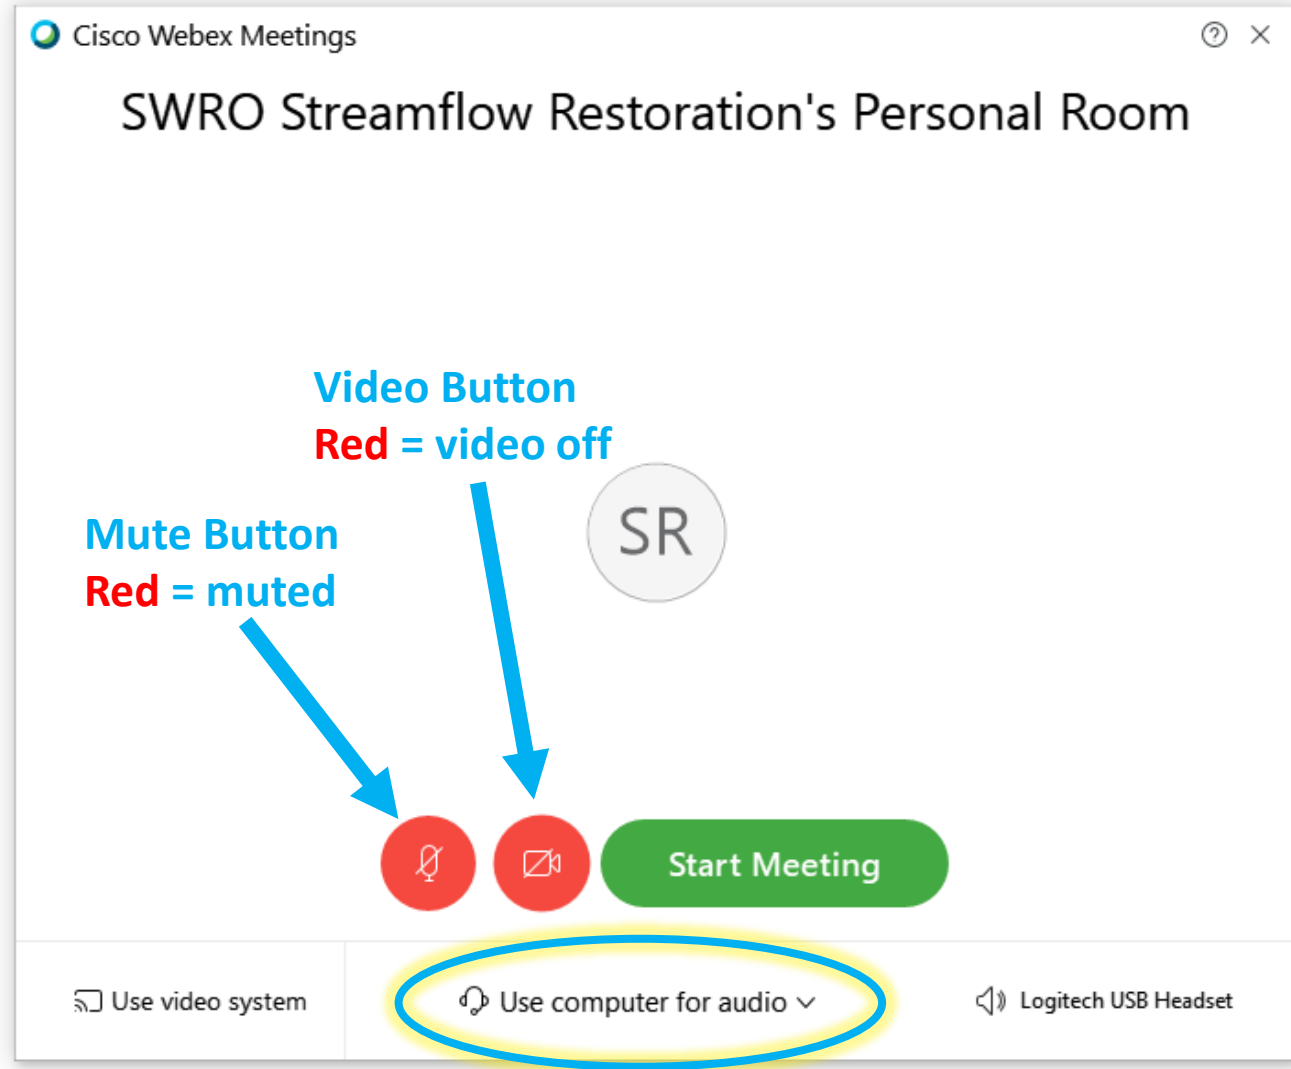 Cisco Webex Meetings
SWRO Streamflow Restoration's Personal Room
Video Button
Red = video off
SR
Mute Button
Red = muted
Start Meeting
Use video system
Use computer for audio
Logitech USB Headset